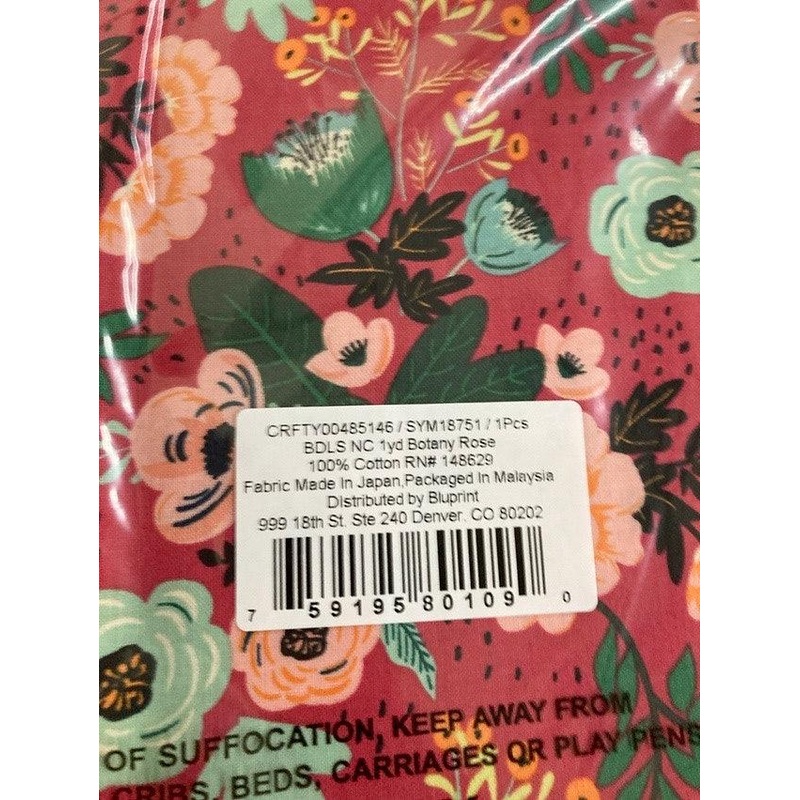 CRFTY00485146 / SYM18751 / 1Pcs
BDLS NC 1yd Botany Rose
100% Cotton RN# 148629
Fabric Made In Japan,Packaged In Malaysia
Distributed by Bluprint
999 18th St. Ste 240 Denver. CO 80202
7 59195 80109 0
OF SUFFOCATION, KEEP AWAY FROM
CRIBS, BEDS, CARRIAGES OR PLAY PENS